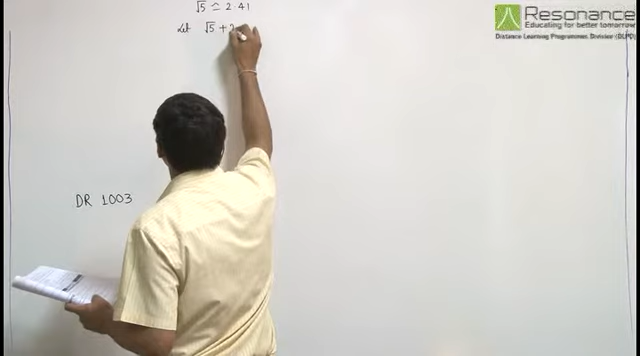 √5 ≃ 2.41
Let √5 + 2
Resonance
Educating for better tomorrow
Distance Learning Programmes Division (DLPD)
DR 1003